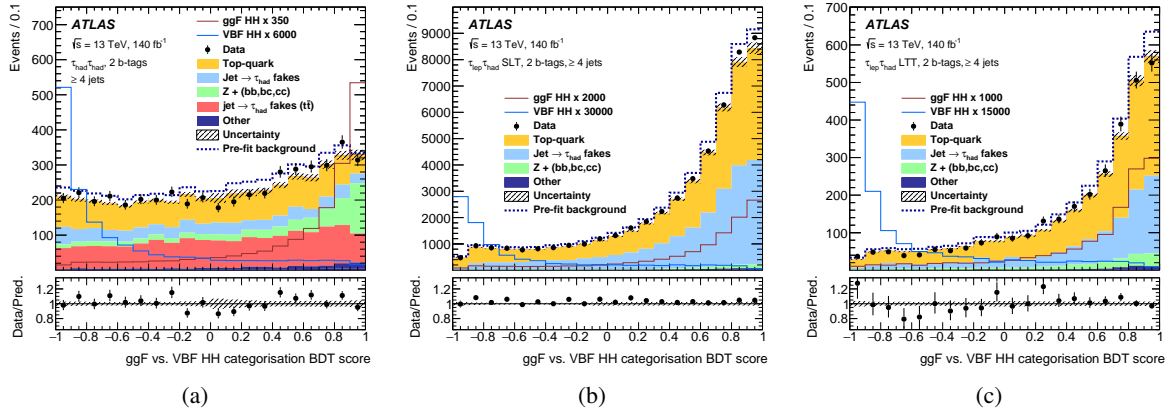 Events / 0.1
700
600
500
400
300
200
100
ATLAS
√s = 13 TeV, 140 fb⁻¹
τhadτhad, 2 b-tags
≥ 4 jets
ggF HH x 350
VBF HH x 6000
Data
Top-quark
Jet → τhad fakes
Z + (bb,bc,cc)
jet → τhad fakes (tt̄)
Other
Uncertainty
Pre-fit background
Data/Pred.
1.2
1
0.8
−1 −0.8 −0.6 −0.4 −0.2 0 0.2 0.4 0.6 0.8 1
ggF vs. VBF HH categorisation BDT score
(a)
Events / 0.1
9000
8000
7000
6000
5000
4000
3000
2000
1000
ATLAS
√s = 13 TeV, 140 fb⁻¹
τlepτhad SLT, 2 b-tags, ≥ 4 jets
ggF HH x 2000
VBF HH x 30000
Data
Top-quark
Jet → τhad fakes
Z + (bb,bc,cc)
Other
Uncertainty
Pre-fit background
Data/Pred.
1.2
1
0.8
−1 −0.8 −0.6 −0.4 −0.2 0 0.2 0.4 0.6 0.8 1
ggF vs. VBF HH categorisation BDT score
(b)
Events / 0.1
700
600
500
400
300
200
100
ATLAS
√s = 13 TeV, 140 fb⁻¹
τlepτhad LTT, 2 b-tags, ≥ 4 jets
ggF HH x 1000
VBF HH x 15000
Data
Top-quark
Jet → τhad fakes
Z + (bb,bc,cc)
Other
Uncertainty
Pre-fit background
Data/Pred.
1.2
1
0.8
−1 −0.8 −0.6 −0.4 −0.2 0 0.2 0.4 0.6 0.8 1
ggF vs. VBF HH categorisation BDT score
(c)